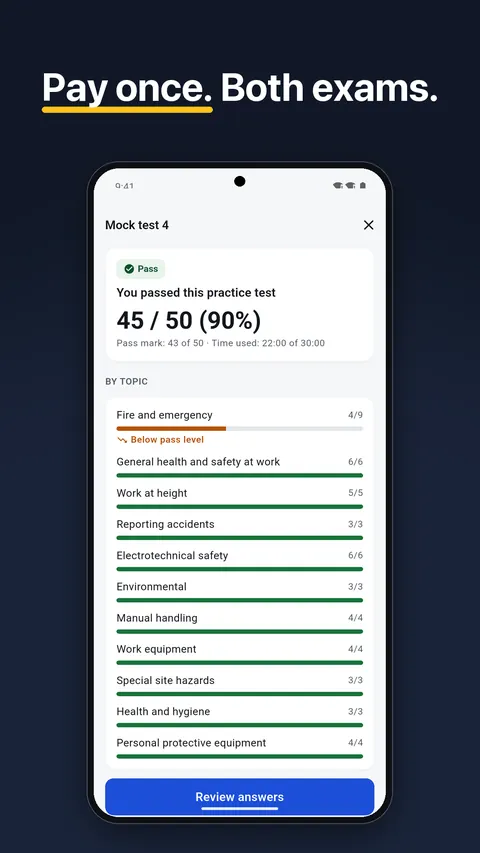 Pay once. Both exams.
9:41
Mock test 4
Pass
You passed this practice test
45 / 50 (90%)
Pass mark: 43 of 50 · Time used: 22:00 of 30:00
BY TOPIC
Fire and emergency 4/9
Below pass level
General health and safety at work 6/6
Work at height 5/5
Reporting accidents 3/3
Electrotechnical safety 6/6
Environmental 3/3
Manual handling 4/4
Work equipment 4/4
Special site hazards 3/3
Health and hygiene 3/3
Personal protective equipment 4/4
Review answers